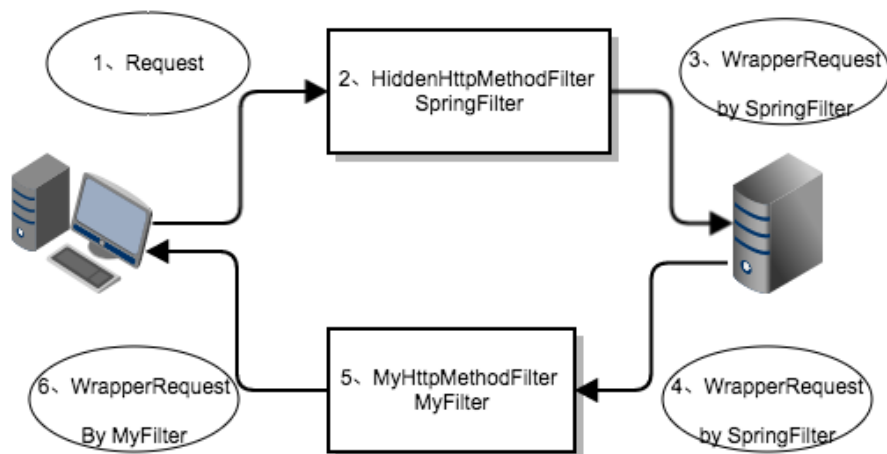 1、Request
2、HiddenHttpMethodFilter
SpringFilter
3、WrapperRequest
by SpringFilter
6、WrapperRequest
By MyFilter
5、MyHttpMethodFilter
MyFilter
4、WrapperRequest
by SpringFilter